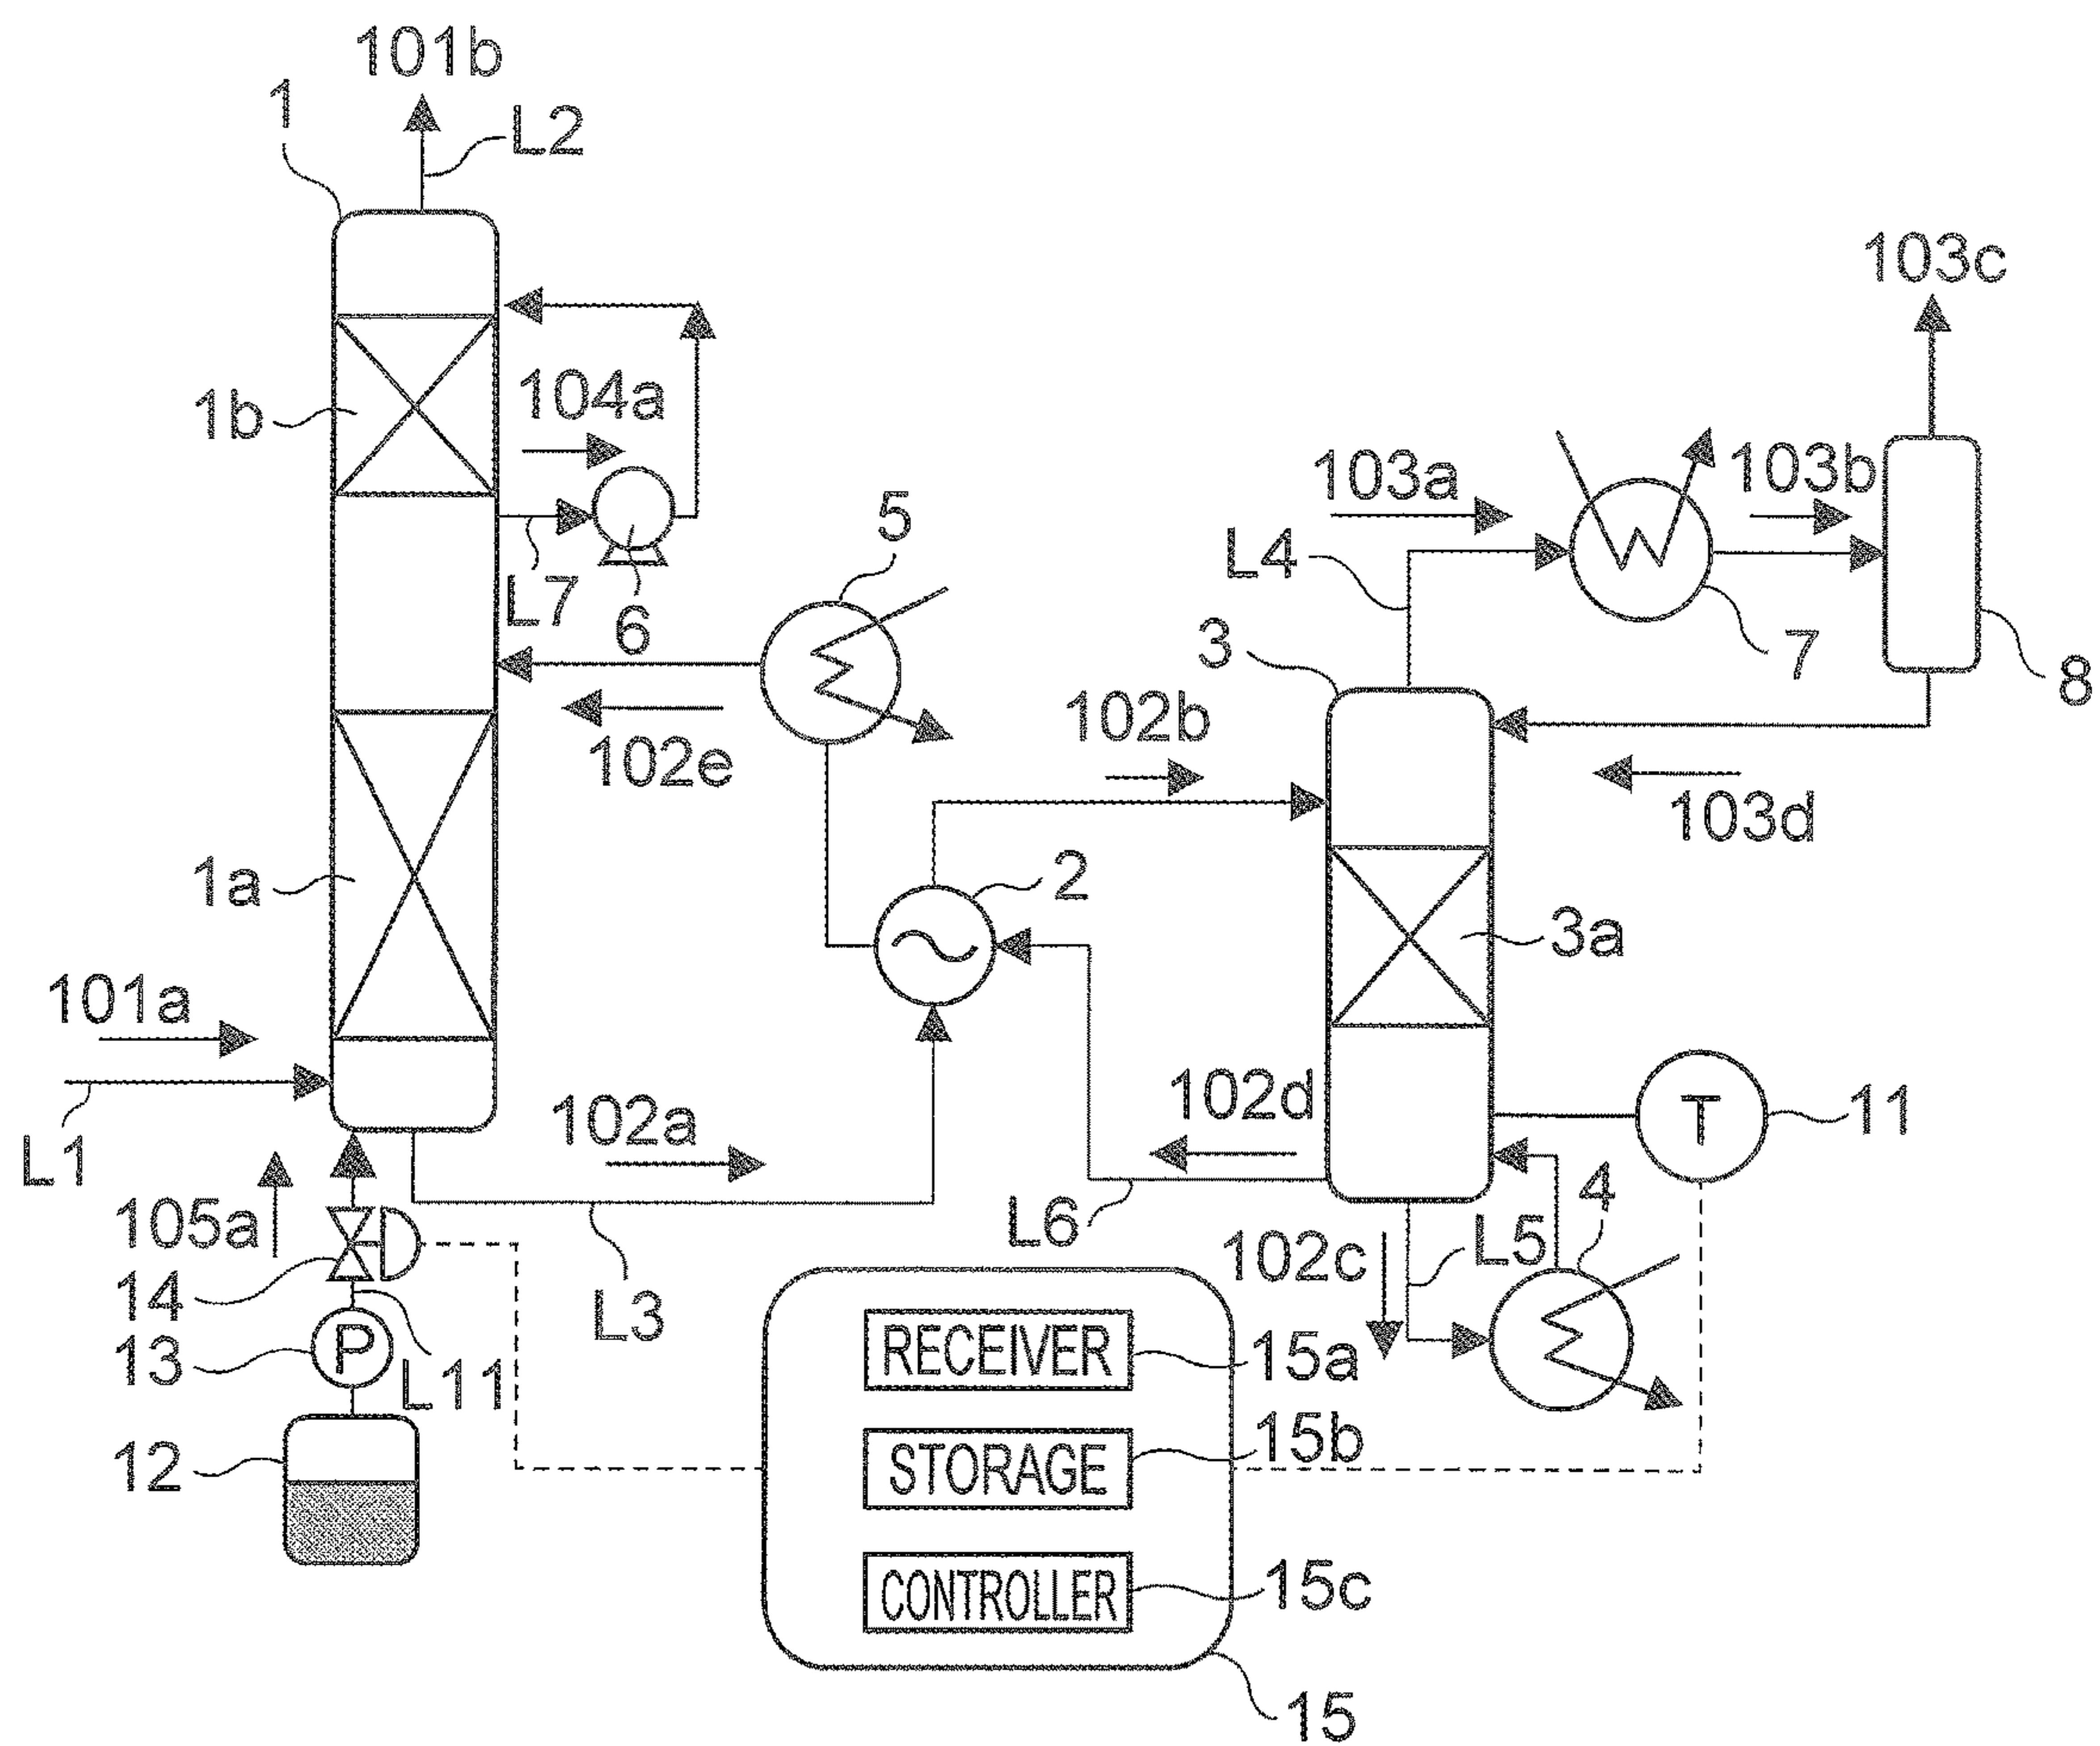 101b
1
L2
103c
1b
104a
103a
103b
5
L4
L7
6
3
7
8
102b
102e
103d
1a
2
3a
101a
102d
11
T
102a
L1
4
105a
L6
102c
L5
14
L3
13
P
L11
RECEIVER
15a
12
STORAGE
15b
CONTROLLER
15c
15